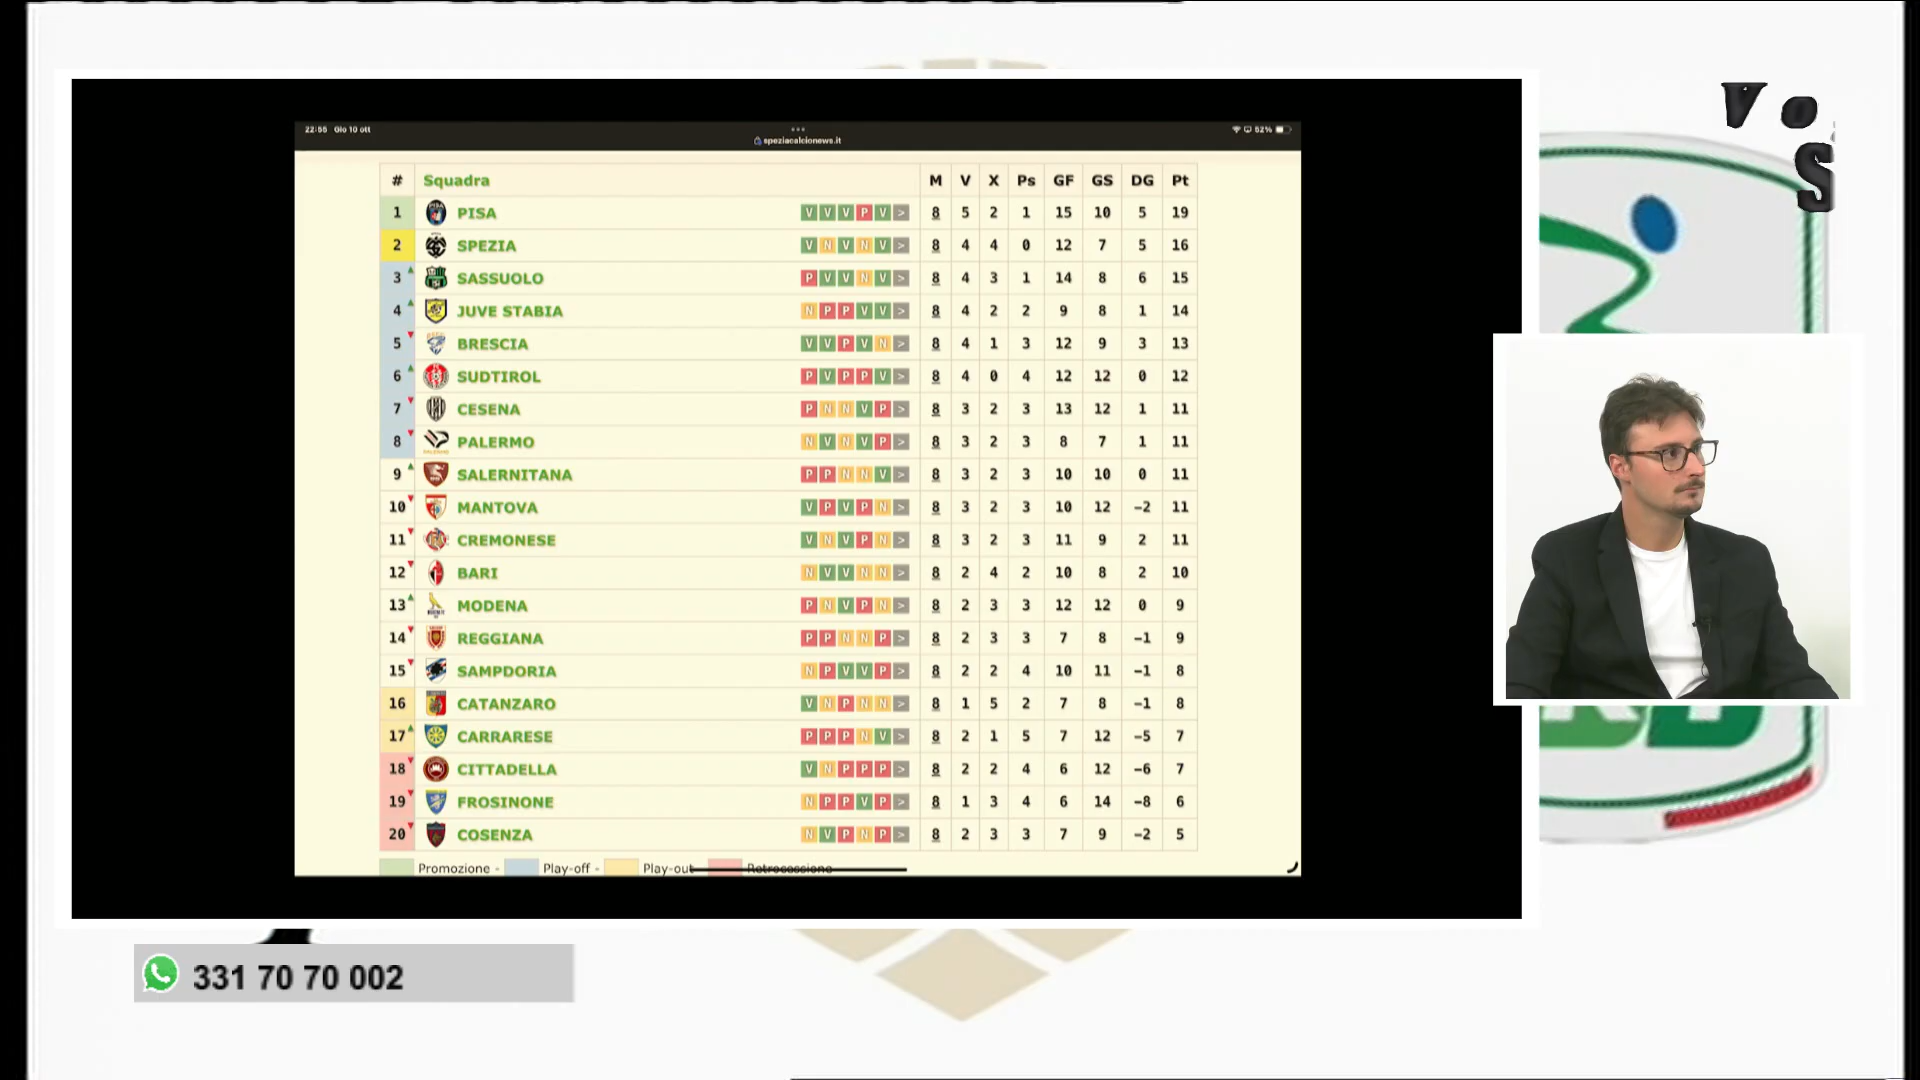 Vo
S
22:55 Gio 10 ott
52%
speziacalcionews.it
# Squadra M V X Ps GF GS DG Pt
1 PISA V V V P V > 8 5 2 1 15 10 5 19
2 SPEZIA V N V N V > 8 4 4 0 12 7 5 16
3 SASSUOLO P V V N V > 8 4 3 1 14 8 6 15
4 JUVE STABIA N P P V V > 8 4 2 2 9 8 1 14
5 BRESCIA V V P V N > 8 4 1 3 12 9 3 13
6 SUDTIROL P V P P V > 8 4 0 4 12 12 0 12
7 CESENA P N N V P > 8 3 2 3 13 12 1 11
8 PALERMO N V N V P > 8 3 2 3 8 7 1 11
9 SALERNITANA P P N N V > 8 3 2 3 10 10 0 11
10 MANTOVA V P V P N > 8 3 2 3 10 12 -2 11
11 CREMONESE V N V P N > 8 3 2 3 11 9 2 11
12 BARI N V V N N > 8 2 4 2 10 8 2 10
13 MODENA P N V P N > 8 2 3 3 12 12 0 9
14 REGGIANA P P N N P > 8 2 3 3 7 8 -1 9
15 SAMPDORIA N P V V P > 8 2 2 4 10 11 -1 8
16 CATANZARO V N P N N > 8 1 5 2 7 8 -1 8
17 CARRARESE P P P N V > 8 2 1 5 7 12 -5 7
18 CITTADELLA V N P P P > 8 2 2 4 6 12 -6 7
19 FROSINONE N P P V P > 8 1 3 4 6 14 -8 6
20 COSENZA N V P N P > 8 2 3 3 7 9 -2 5
Promozione - Play-off - Play-out Retrocessione
331 70 70 002